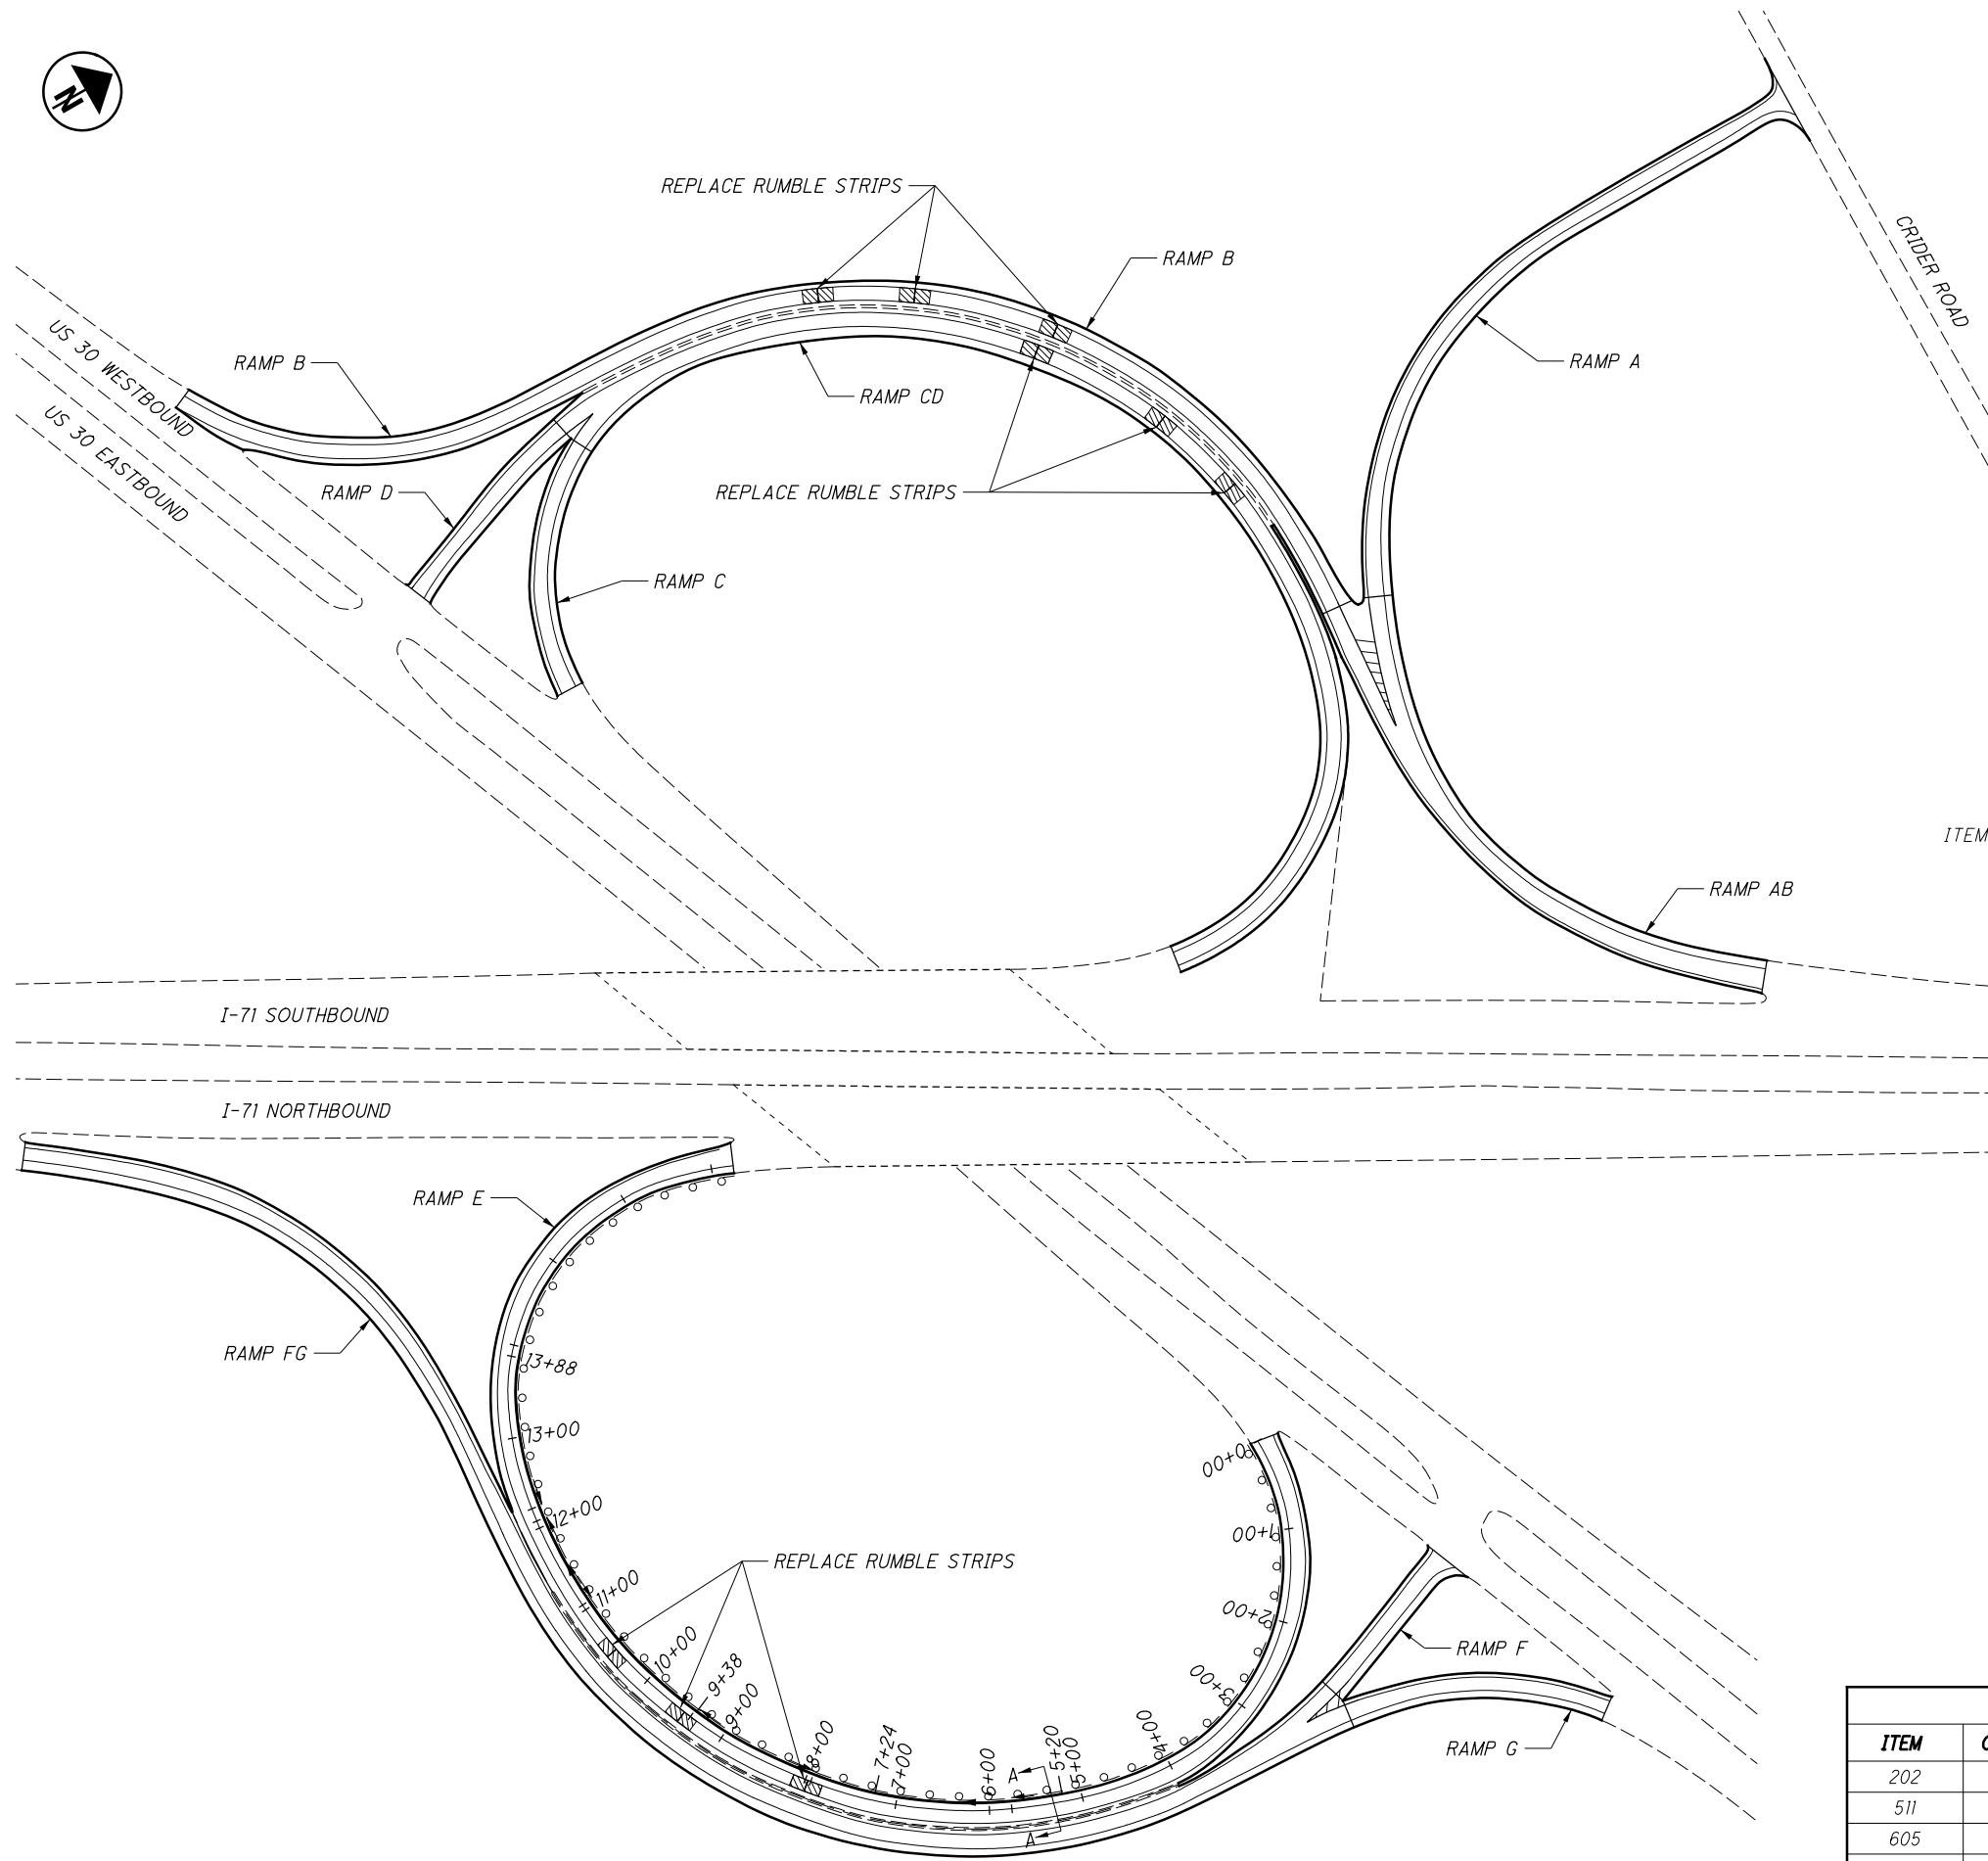 N
REPLACE RUMBLE STRIPS
RAMP B
CRIDER ROAD
US 30 WESTBOUND
RAMP B
RAMP A
US 30 EASTBOUND
RAMP CD
RAMP D
REPLACE RUMBLE STRIPS
RAMP C
ITEM
RAMP AB
I-71 SOUTHBOUND
I-71 NORTHBOUND
RAMP E
RAMP FG
13+88
13+00
12+00
11+00
10+00
9+38
9+00
8+00
7+24
7+00
6+00
5+20
5+00
4+00
3+00
2+00
1+00
0+00
A
A
REPLACE RUMBLE STRIPS
RAMP F
RAMP G
ITEM
202
511
605